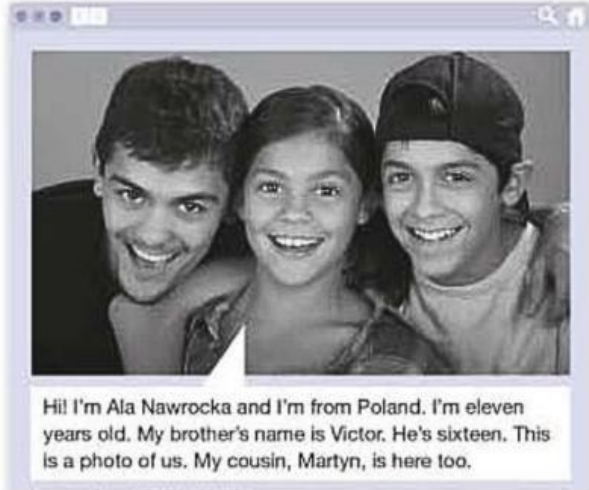 Hi! I'm Ala Nawrocka and I'm from Poland. I'm eleven
years old. My brother's name is Victor. He's sixteen. This
is a photo of us. My cousin, Martyn, is here too.